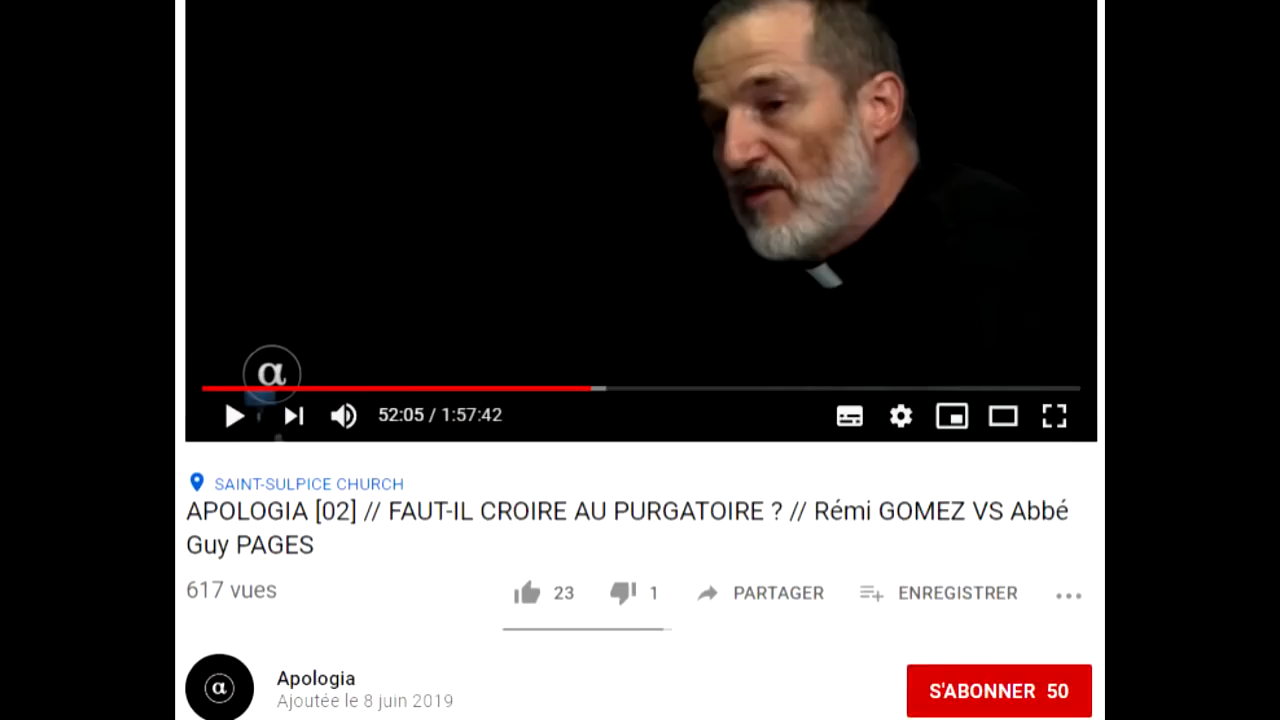 α
52:05 / 1:57:42
SAINT-SULPICE CHURCH
APOLOGIA [02] // FAUT-IL CROIRE AU PURGATOIRE ? // Rémi GOMEZ VS Abbé
Guy PAGES
617 vues 23 1 PARTAGER ENREGISTRER
α
Apologia
Ajoutée le 8 juin 2019
S'ABONNER 50